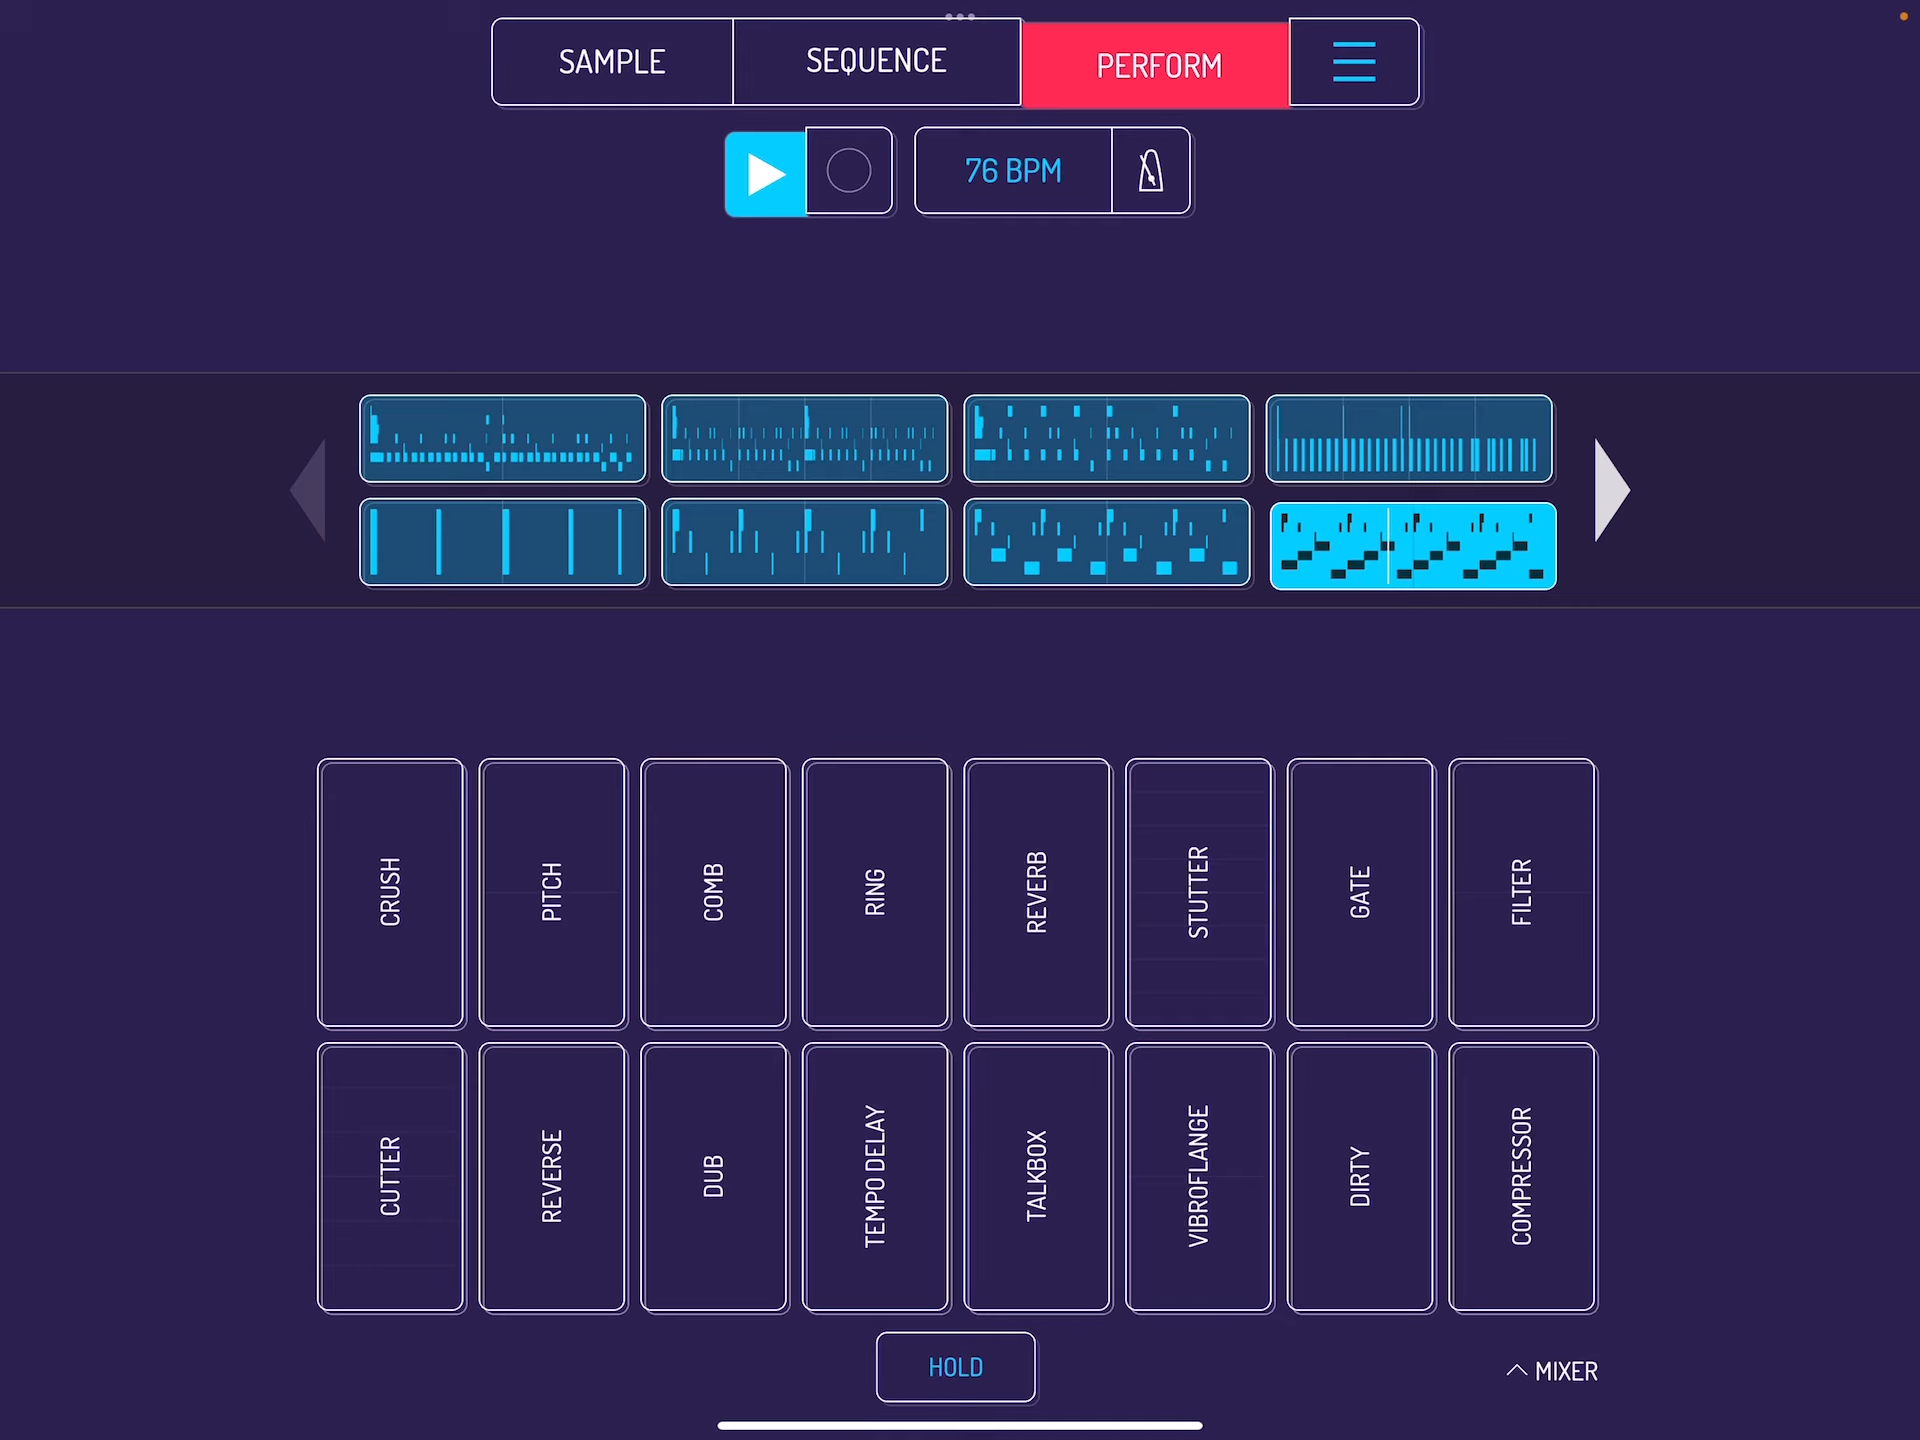 SAMPLE
SEQUENCE
PERFORM
76 BPM
CRUSH
PITCH
COMB
RING
REVERB
STUTTER
GATE
FILTER
CUTTER
REVERSE
DUB
TEMPO DELAY
TALKBOX
VIBROFLANGE
DIRTY
COMPRESSOR
HOLD
MIXER